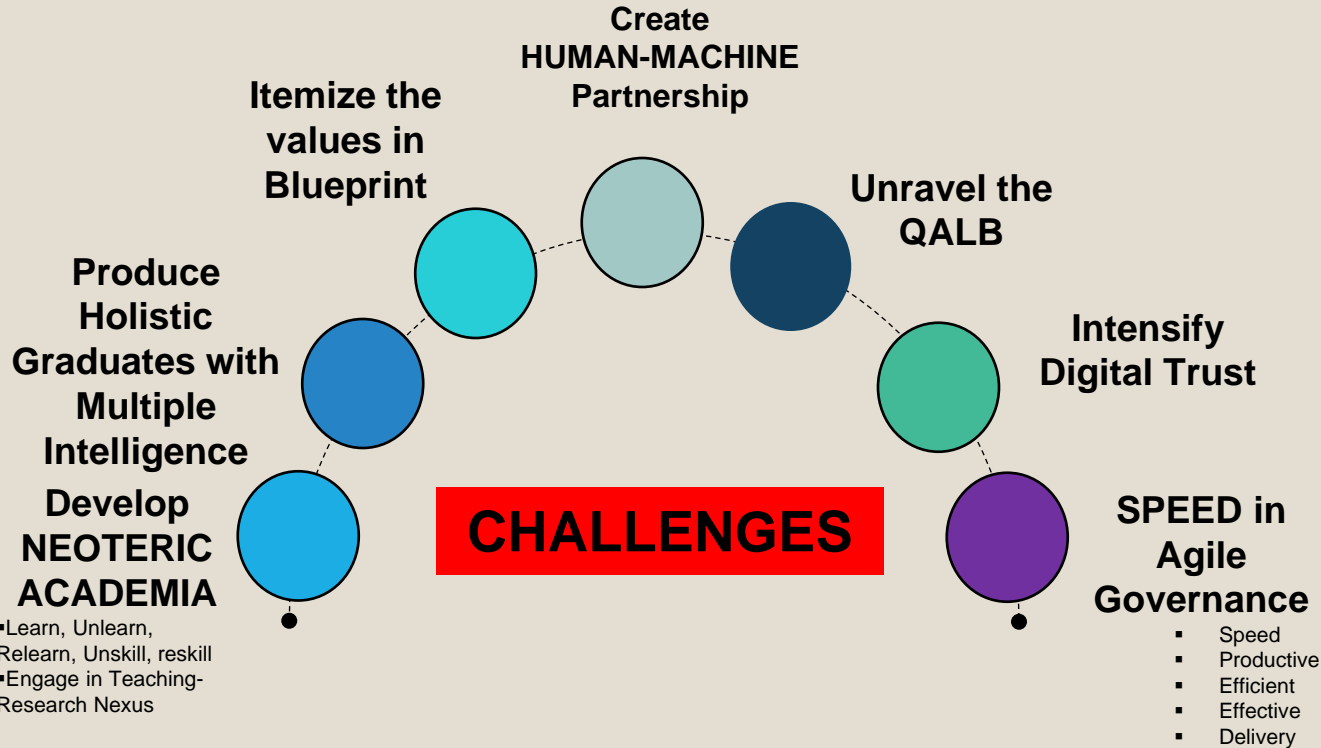 Create
HUMAN-MACHINE
Partnership
Itemize the
values in
Blueprint
Unravel the
QALB
Produce
Holistic
Graduates with
Multiple
Intelligence
Intensify
Digital Trust
Develop
NEOTERIC
ACADEMIA
▪Learn, Unlearn,
Relearn, Unskill, reskill
▪Engage in Teaching-
Research Nexus
CHALLENGES
SPEED in
Agile
Governance
▪ Speed
▪ Productive
▪ Efficient
▪ Effective
▪ Delivery